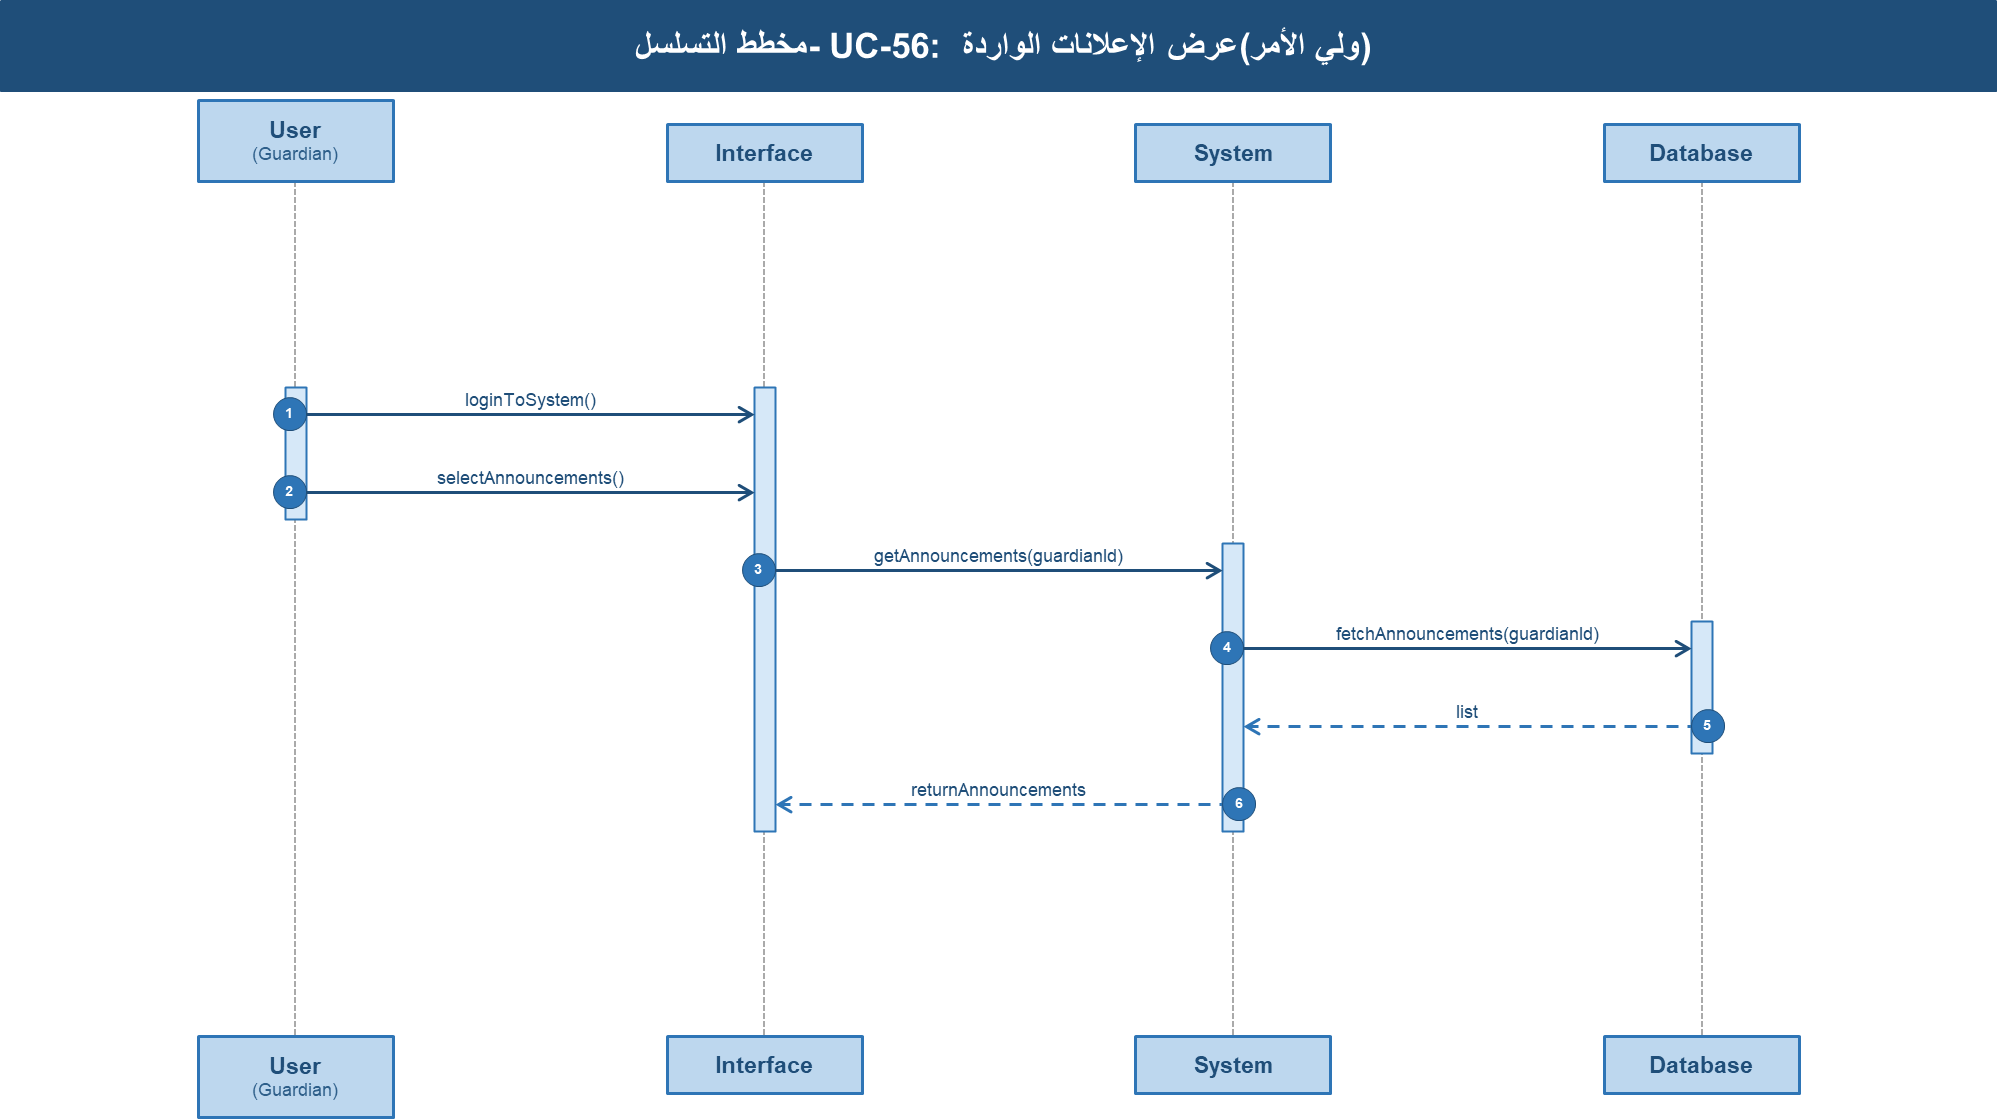 مخطط التسلسل- UC-56: عرض الإعلانات الواردة(ولي الأمر)
User
(Guardian)
Interface
System
Database
1
loginToSystem()
2
selectAnnouncements()
3
getAnnouncements(guardianId)
4
fetchAnnouncements(guardianId)
list
5
returnAnnouncements
6
User
(Guardian)
Interface
System
Database